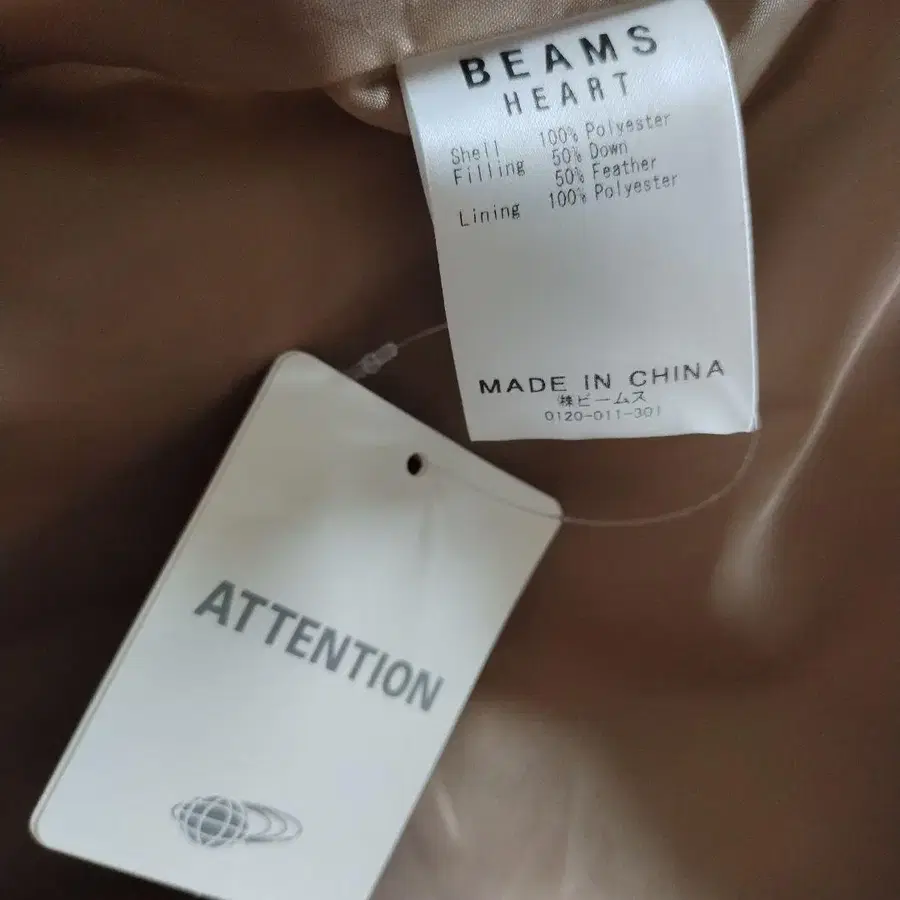 BEAMS
HEART
Shell 100% Polyester
Filling 50% Down
50% Feather
Lining 100% Polyester
MADE IN CHINA
㈱ビームス
0120-011-301
ATTENTION